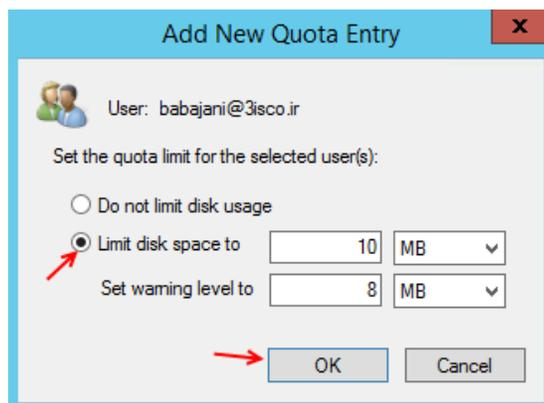 Add New Quota Entry
x
User: babajani@3isco.ir
Set the quota limit for the selected user(s):
Do not limit disk usage
Limit disk space to 10 MB
Set warning level to 8 MB
OK Cancel